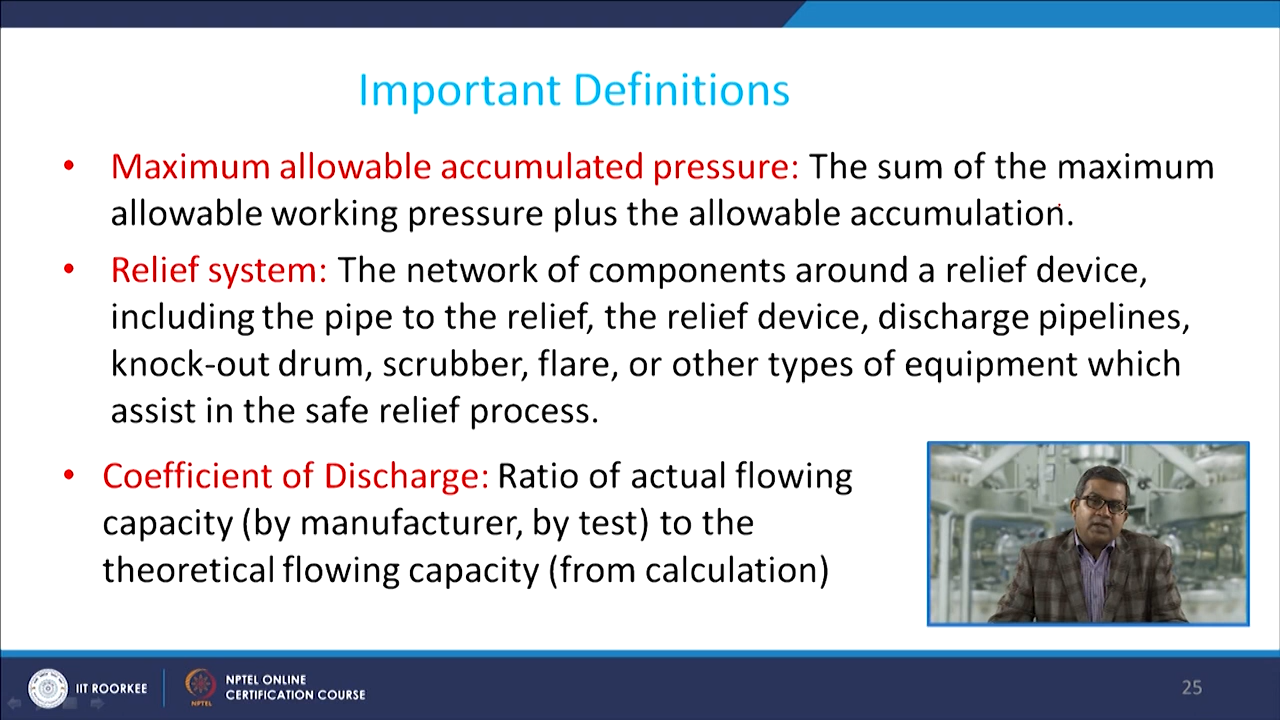 Important Definitions
• Maximum allowable accumulated pressure: The sum of the maximum
allowable working pressure plus the allowable accumulation.
• Relief system: The network of components around a relief device,
including the pipe to the relief, the relief device, discharge pipelines,
knock-out drum, scrubber, flare, or other types of equipment which
assist in the safe relief process.
• Coefficient of Discharge: Ratio of actual flowing
capacity (by manufacturer, by test) to the
theoretical flowing capacity (from calculation)
IIT ROORKEE
NPTEL
NPTEL ONLINE
CERTIFICATION COURSE
25